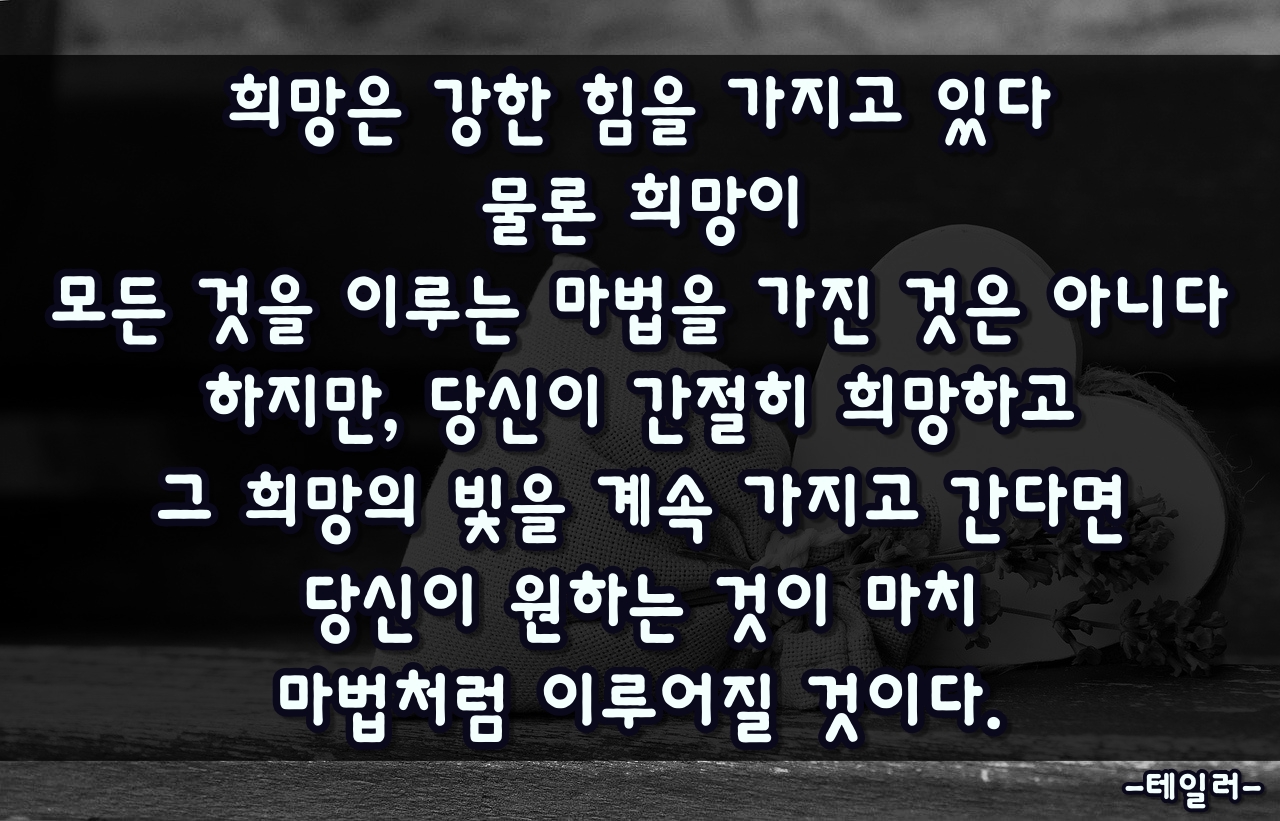 희망은 강한 힘을 가지고 있다
물론 희망이
모든 것을 이루는 마법을 가진 것은 아니다
하지만, 당신이 간절히 희망하고
그 희망의 빛을 계속 가지고 간다면
당신이 원하는 것이 마치
마법처럼 이루어질 것이다.
-테일러-